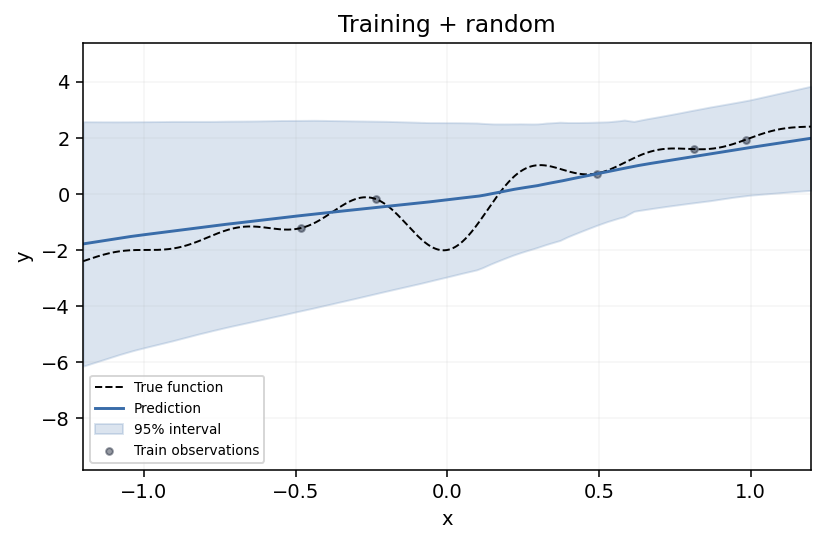 Training + random
4
2
0
−2
−4
−6
−8
y
True function
Prediction
95% interval
Train observations
−1.0
−0.5
0.0
0.5
1.0
x